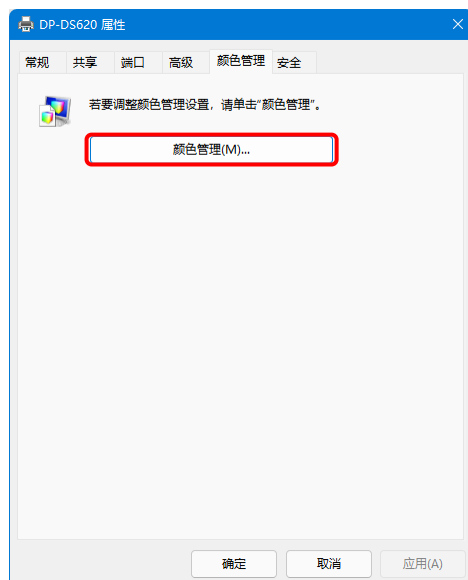 DP-DS620 属性
常规 共享 端口 高级 颜色管理 安全
若要调整颜色管理设置，请单击“颜色管理”。
颜色管理(M)...
确定 取消 应用(A)